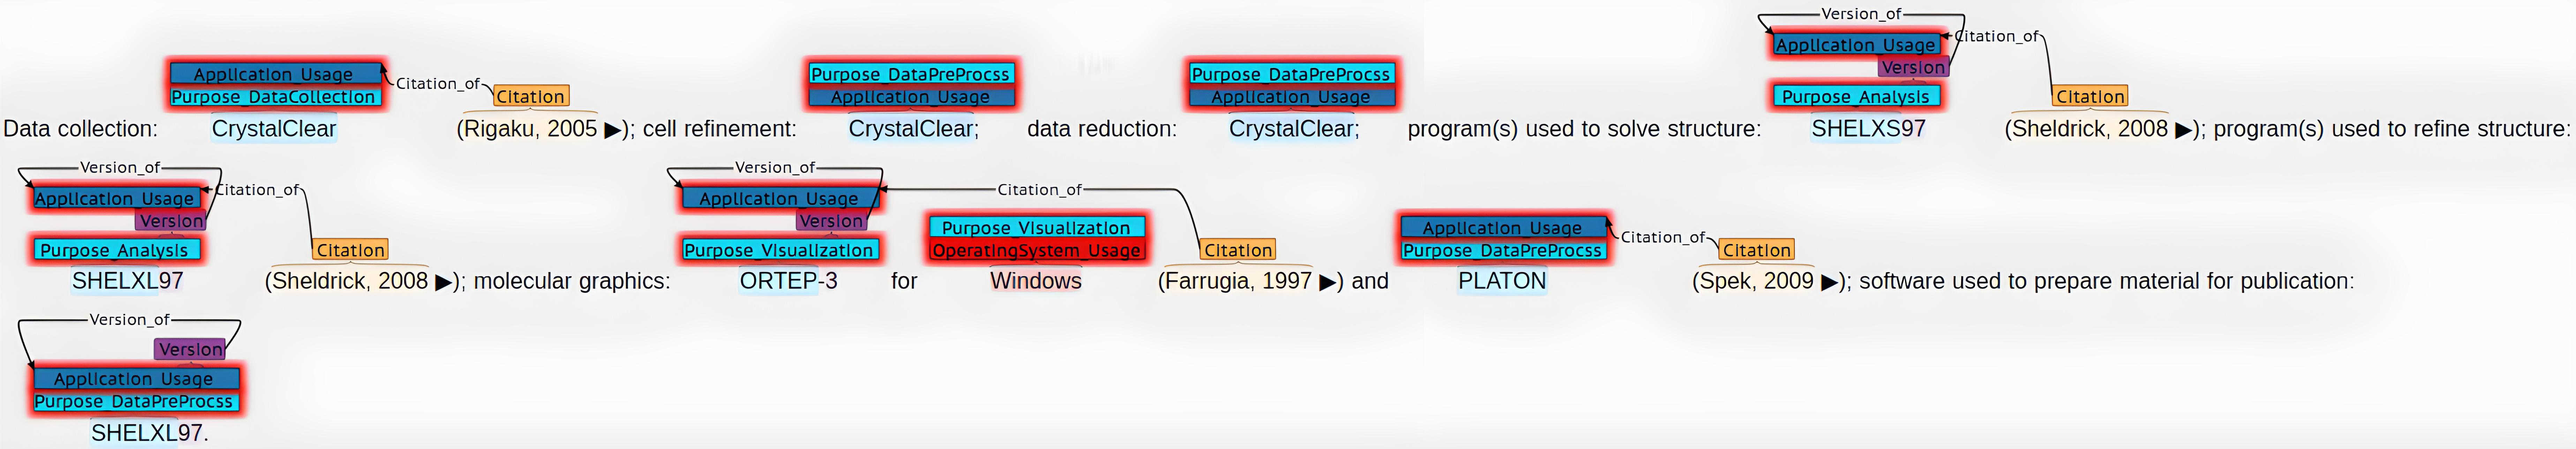 Version_of
Application_Usage Citation_of
Application_Usage Purpose_DataPreProcss Purpose_DataPreProcss Version
Purpose_DataCollection Citation_of Citation Application_Usage Application_Usage Purpose_Analysis Citation
Data collection: CrystalClear (Rigaku, 2005 ▶); cell refinement: CrystalClear; data reduction: CrystalClear; program(s) used to solve structure: SHELXS97 (Sheldrick, 2008 ▶); program(s) used to refine structure:
Version_of Version_of
Application_Usage Citation_of Application_Usage Citation_of
Version Version Purpose_Visualization Application_Usage
Purpose_Analysis Citation Purpose_Visualization OperatingSystem_Usage Citation Purpose_DataPreProcss Citation_of Citation
SHELXL97 (Sheldrick, 2008 ▶); molecular graphics: ORTEP-3 for Windows (Farrugia, 1997 ▶) and PLATON (Spek, 2009 ▶); software used to prepare material for publication:
Version_of
Version
Application_Usage
Purpose_DataPreProcss
SHELXL97.